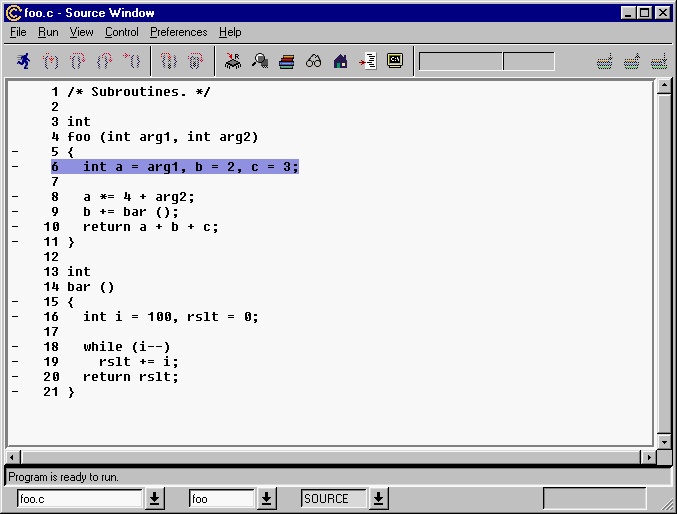 foo.c - Source Window
File Run View Control Preferences Help
1 /* Subroutines. */
2
3 int
4 foo (int arg1, int arg2)
- 5 {
- 6   int a = arg1, b = 2, c = 3;
7
- 8   a *= 4 + arg2;
- 9   b += bar ();
- 10   return a + b + c;
- 11 }
12
13 int
14 bar ()
- 15 {
- 16   int i = 100, rslt = 0;
17
- 18   while (i--)
- 19     rslt += i;
- 20   return rslt;
- 21 }
Program is ready to run.
foo.c foo SOURCE